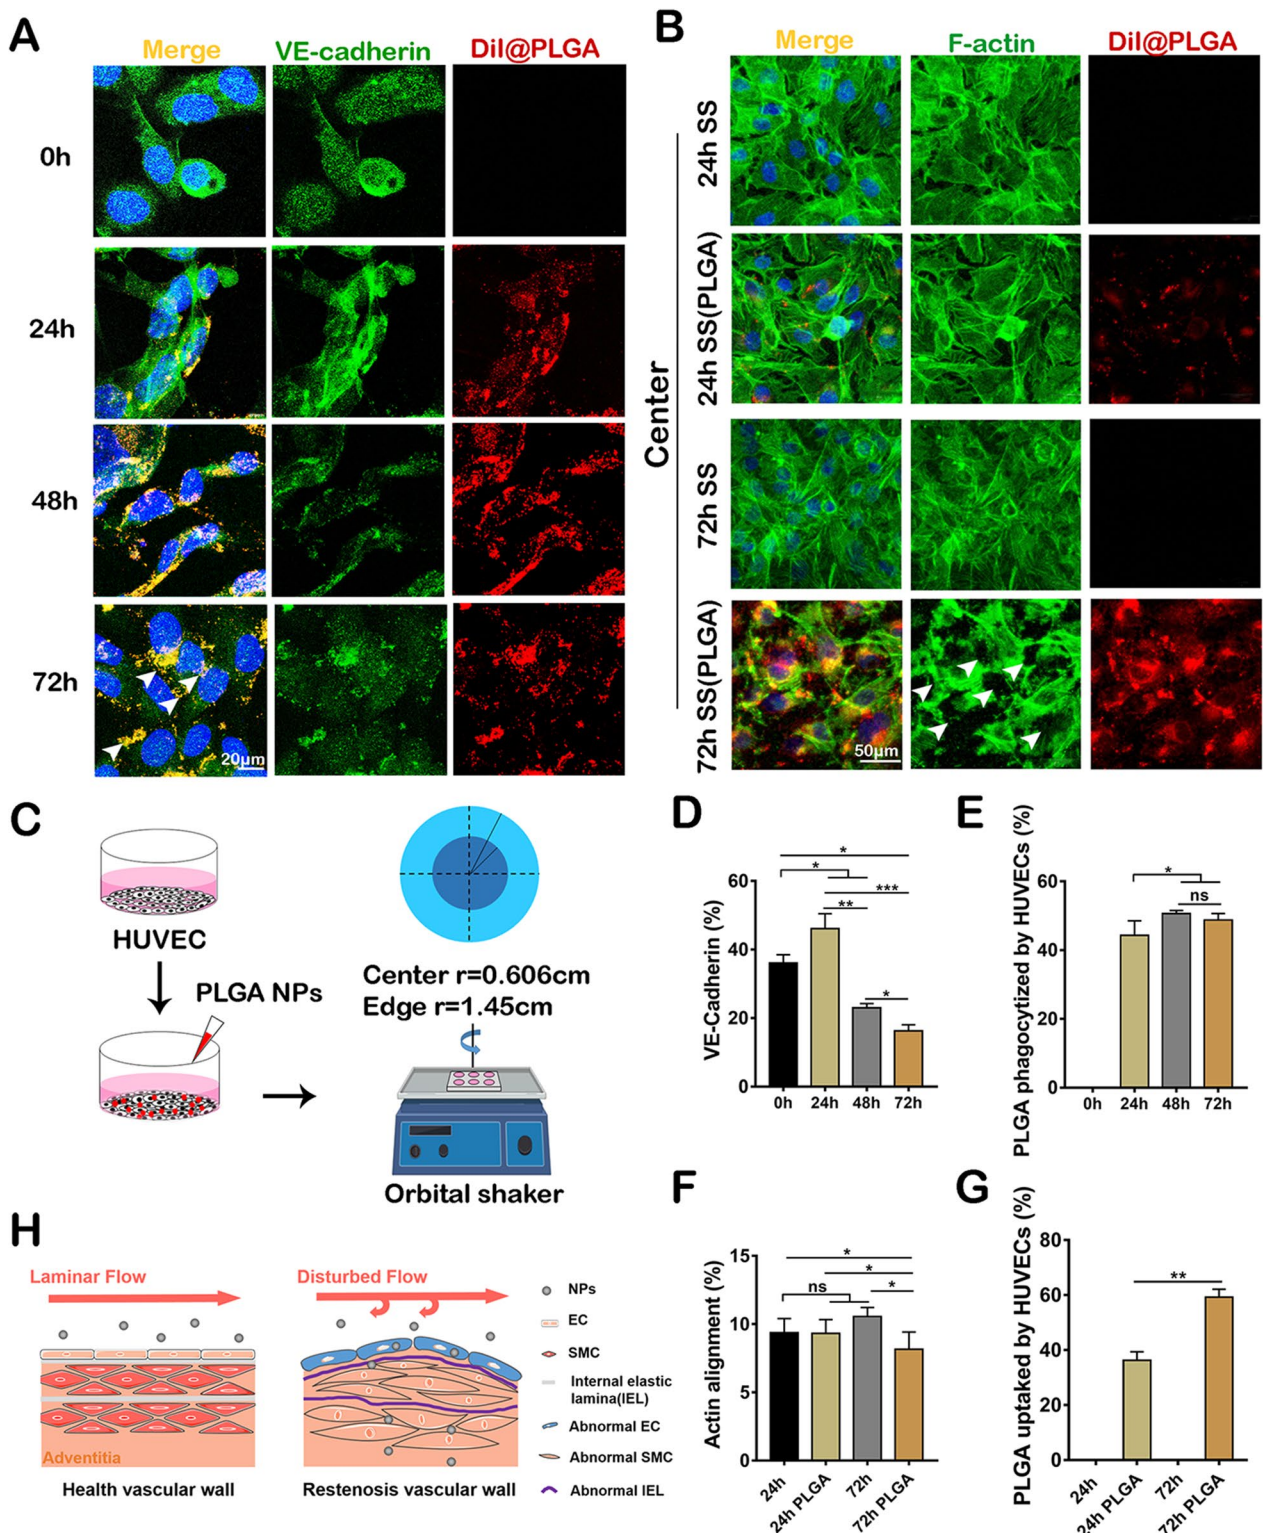 A
Merge
VE-cadherin
DiI@PLGA
0h
24h
48h
72h
20μm
B
Merge
F-actin
DiI@PLGA
Center
24h SS
24h SS(PLGA)
72h SS
72h SS(PLGA)
50μm
C
HUVEC
PLGA NPs
Center r=0.606cm
Edge r=1.45cm
Orbital shaker
D
VE-Cadherin (%)
60
40
20
0
*
*
***
**
*
0h 24h 48h 72h
E
PLGA phagocytized by HUVECs (%)
60
40
20
0
*
ns
0h 24h 48h 72h
F
Actin alignment (%)
15
10
5
0
*
*
ns
*
24h
24h PLGA
72h
72h PLGA
G
PLGA uptaked by HUVECs (%)
80
60
40
20
0
**
24h
24h PLGA
72h
72h PLGA
H
Laminar Flow
Adventitia
Health vascular wall
Disturbed Flow
Restenosis vascular wall
NPs
EC
SMC
Internal elastic
lamina(IEL)
Abnormal EC
Abnormal SMC
Abnormal IEL